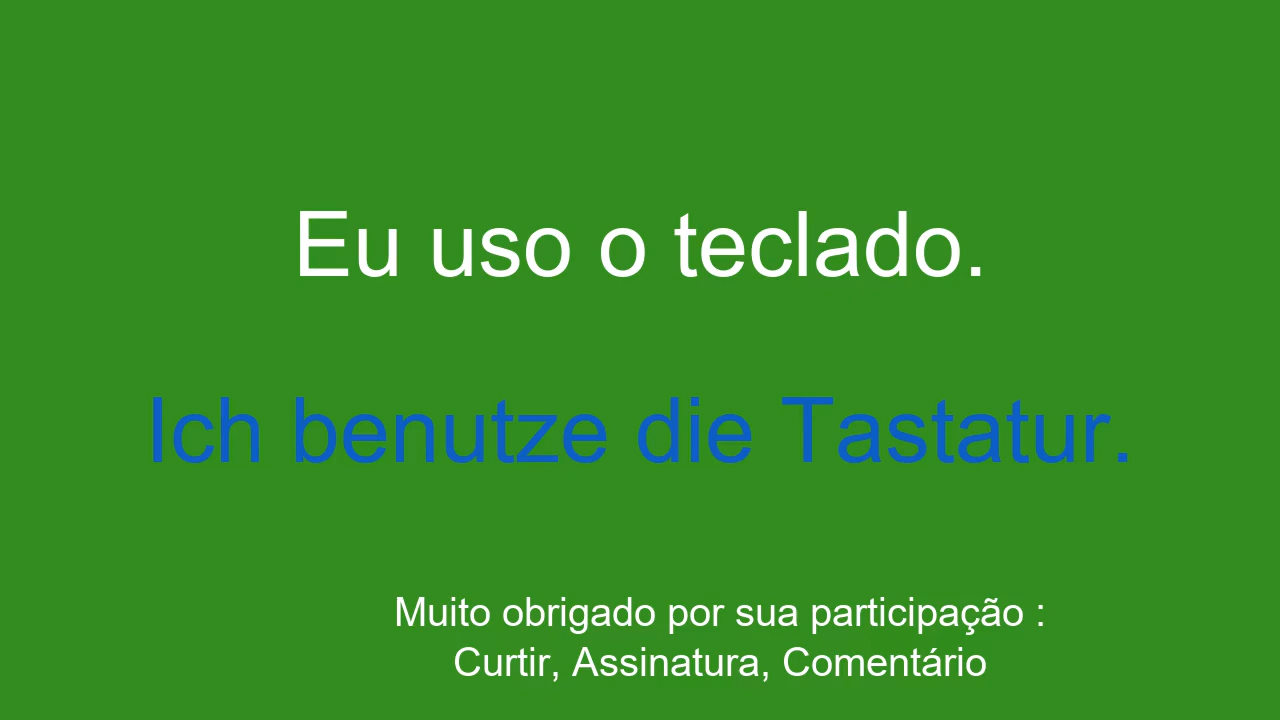 Eu uso o teclado.
Ich benutze die Tastatur.
Muito obrigado por sua participação :
Curtir, Assinatura, Comentário